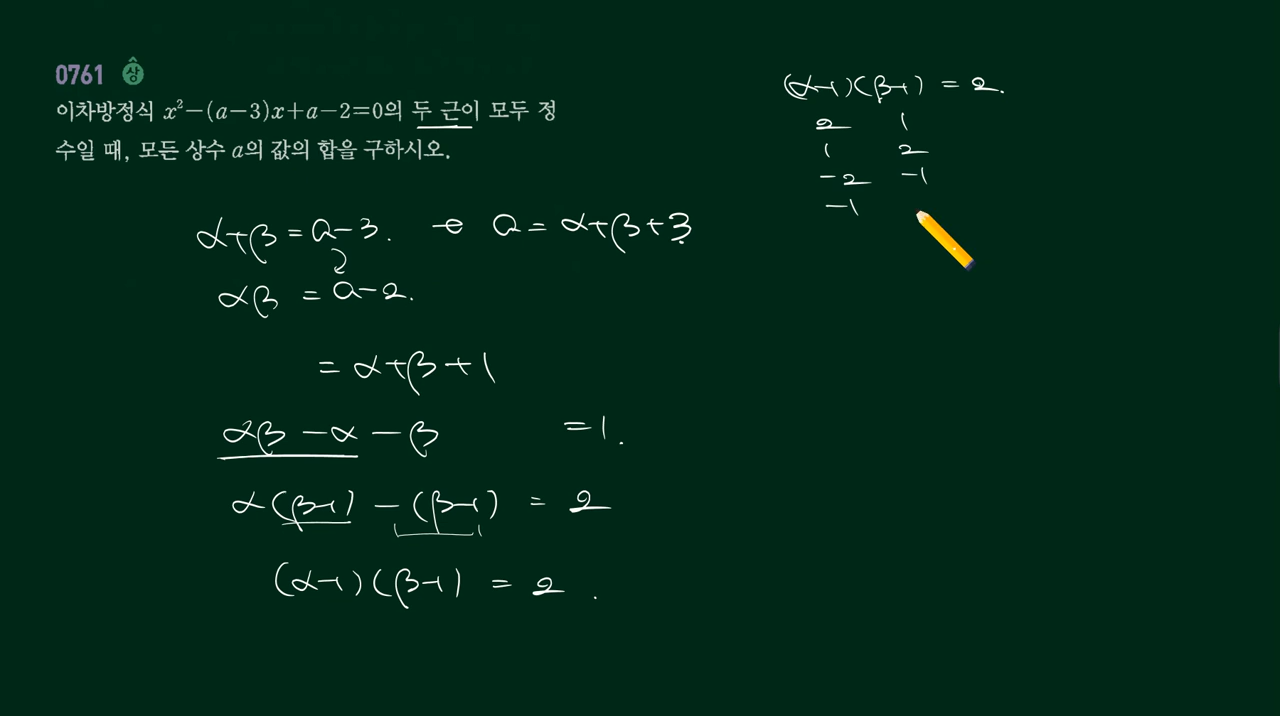 0761 상
이차방정식 x²-(a-3)x+a-2=0의 두 근이 모두 정
수일 때, 모든 상수 a의 값의 합을 구하시오.
α+β=a-3. → a=α+β+3
αβ=a-2.
=α+β+1
αβ-α-β =1.
α(β-1)-(β-1)=2
(α-1)(β-1)=2.
(α-1)(β-1)=2.
2 1
1 2
-2 -1
-1